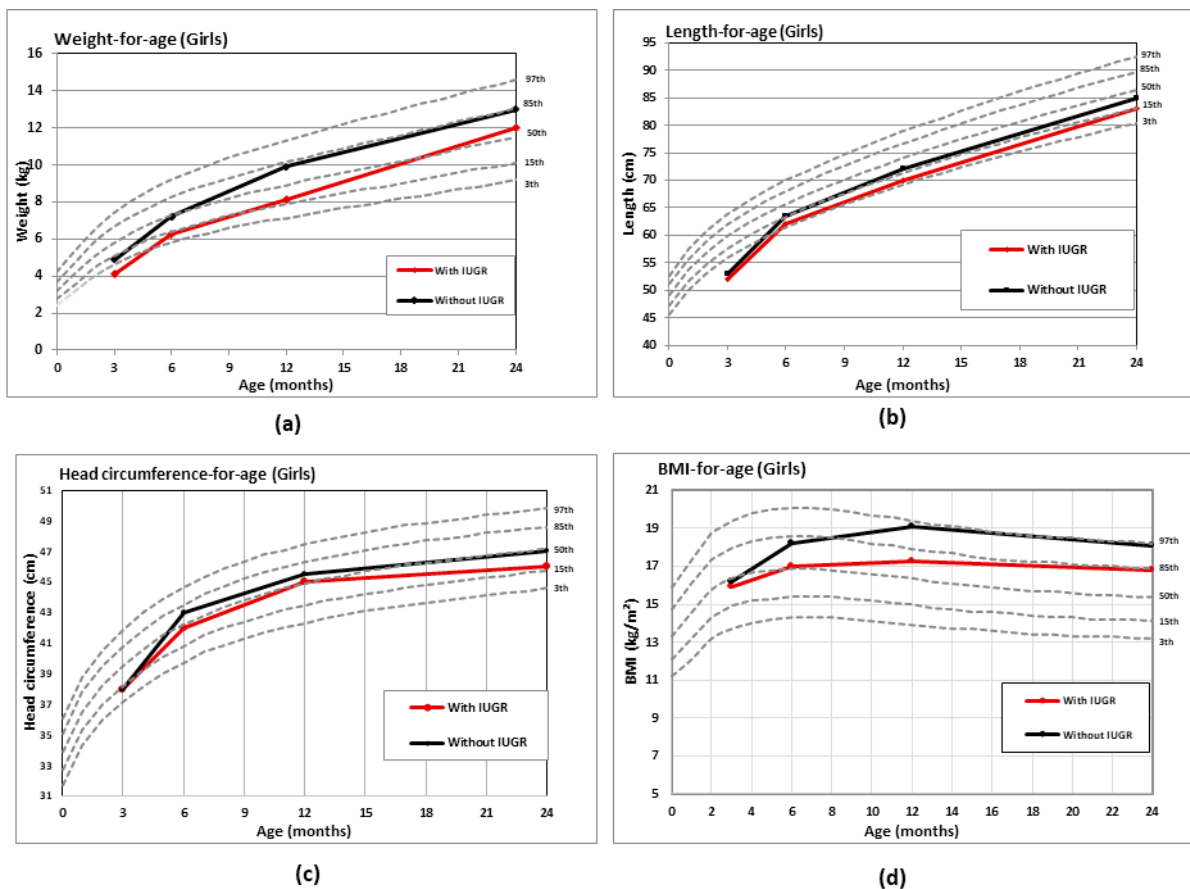 Weight-for-age (Girls)
16
14
12
10
8
6
4
2
0
Weight (kg)
0 3 6 9 12 15 18 21 24
Age (months)
97th
85th
50th
15th
3th
With IUGR
Without IUGR
(a)
Length-for-age (Girls)
95
90
85
80
75
70
65
60
55
50
45
40
Length (cm)
0 3 6 9 12 15 18 21 24
Age (months)
97th
85th
50th
15th
3th
With IUGR
Without IUGR
(b)
Head circumference-for-age (Girls)
51
49
47
45
43
41
39
37
35
33
31
Head circumference (cm)
0 3 6 9 12 15 18 21 24
Age (months)
97th
85th
50th
15th
3th
With IUGR
Without IUGR
(c)
BMI-for-age (Girls)
21
19
17
15
13
11
9
7
5
BMI (kg/m²)
0 2 4 6 8 10 12 14 16 18 20 22 24
Age (months)
97th
85th
50th
15th
3th
With IUGR
Without IUGR
(d)